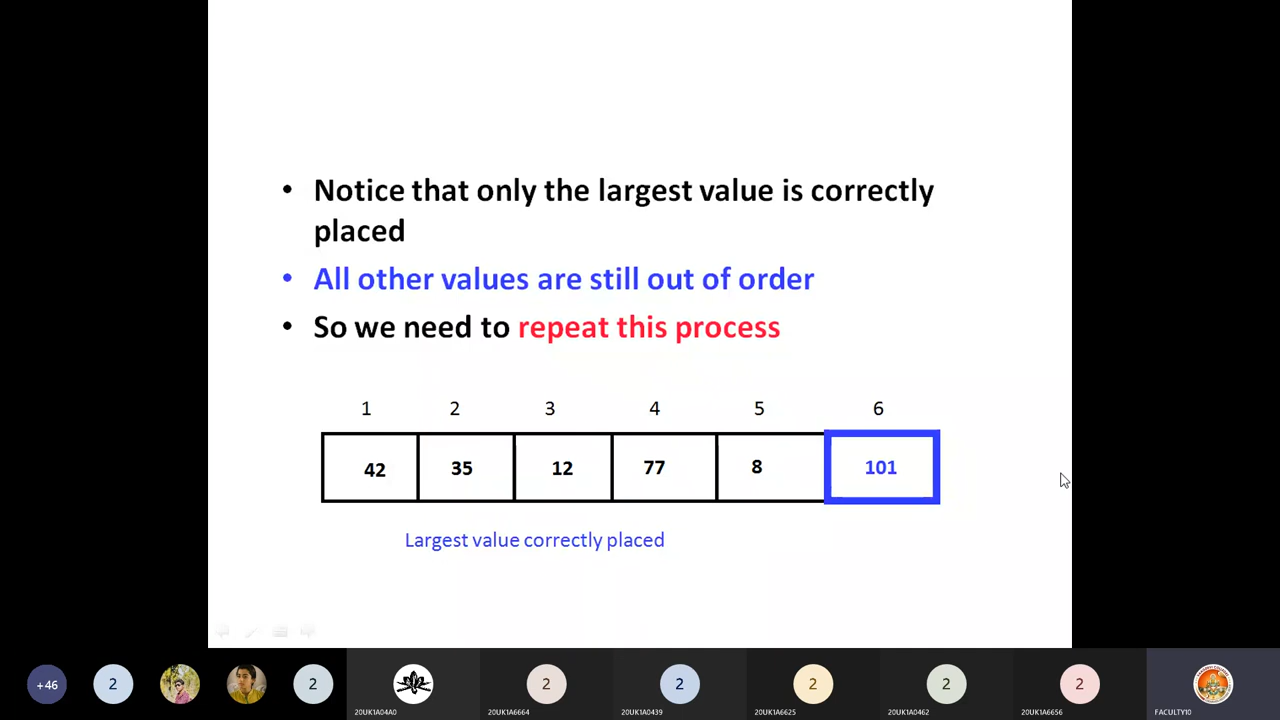 • Notice that only the largest value is correctly
placed
• All other values are still out of order
• So we need to repeat this process
1 2 3 4 5 6
42 35 12 77 8 101
Largest value correctly placed
+46 2 2 2 2 2 2 2
20UK1A04A0 20UK1A6664 20UK1A0439 20UK1A6625 20UK1A0462 20UK1A6656 FACULTY10